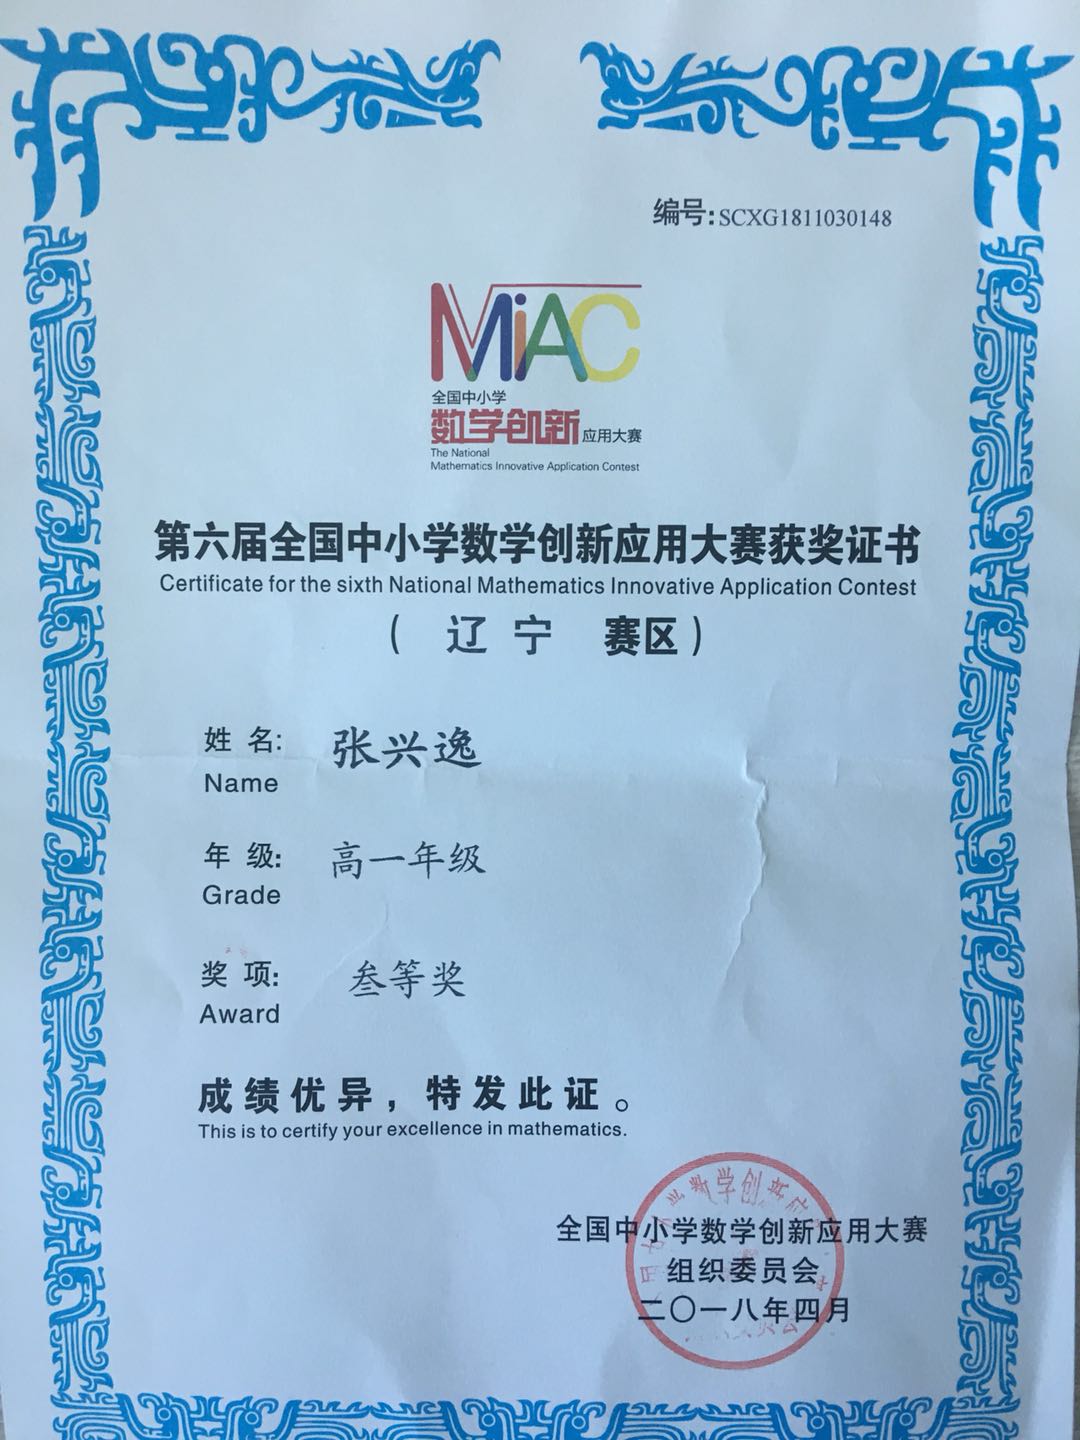 编号:SCXG1811030148
MiAC
全国中小学
数学创新应用大赛
The National
Mathematics Innovative Application Contest
第六届全国中小学数学创新应用大赛获奖证书
Certificate for the sixth National Mathematics Innovative Application Contest
( 辽宁 赛区)
姓 名: 张兴逸
Name
年 级: 高一年级
Grade
奖 项: 叁等奖
Award
成绩优异，特发此证。
This is to certify your excellence in mathematics.
全国中小学数学创新应用大赛
组织委员会
二〇一八年四月